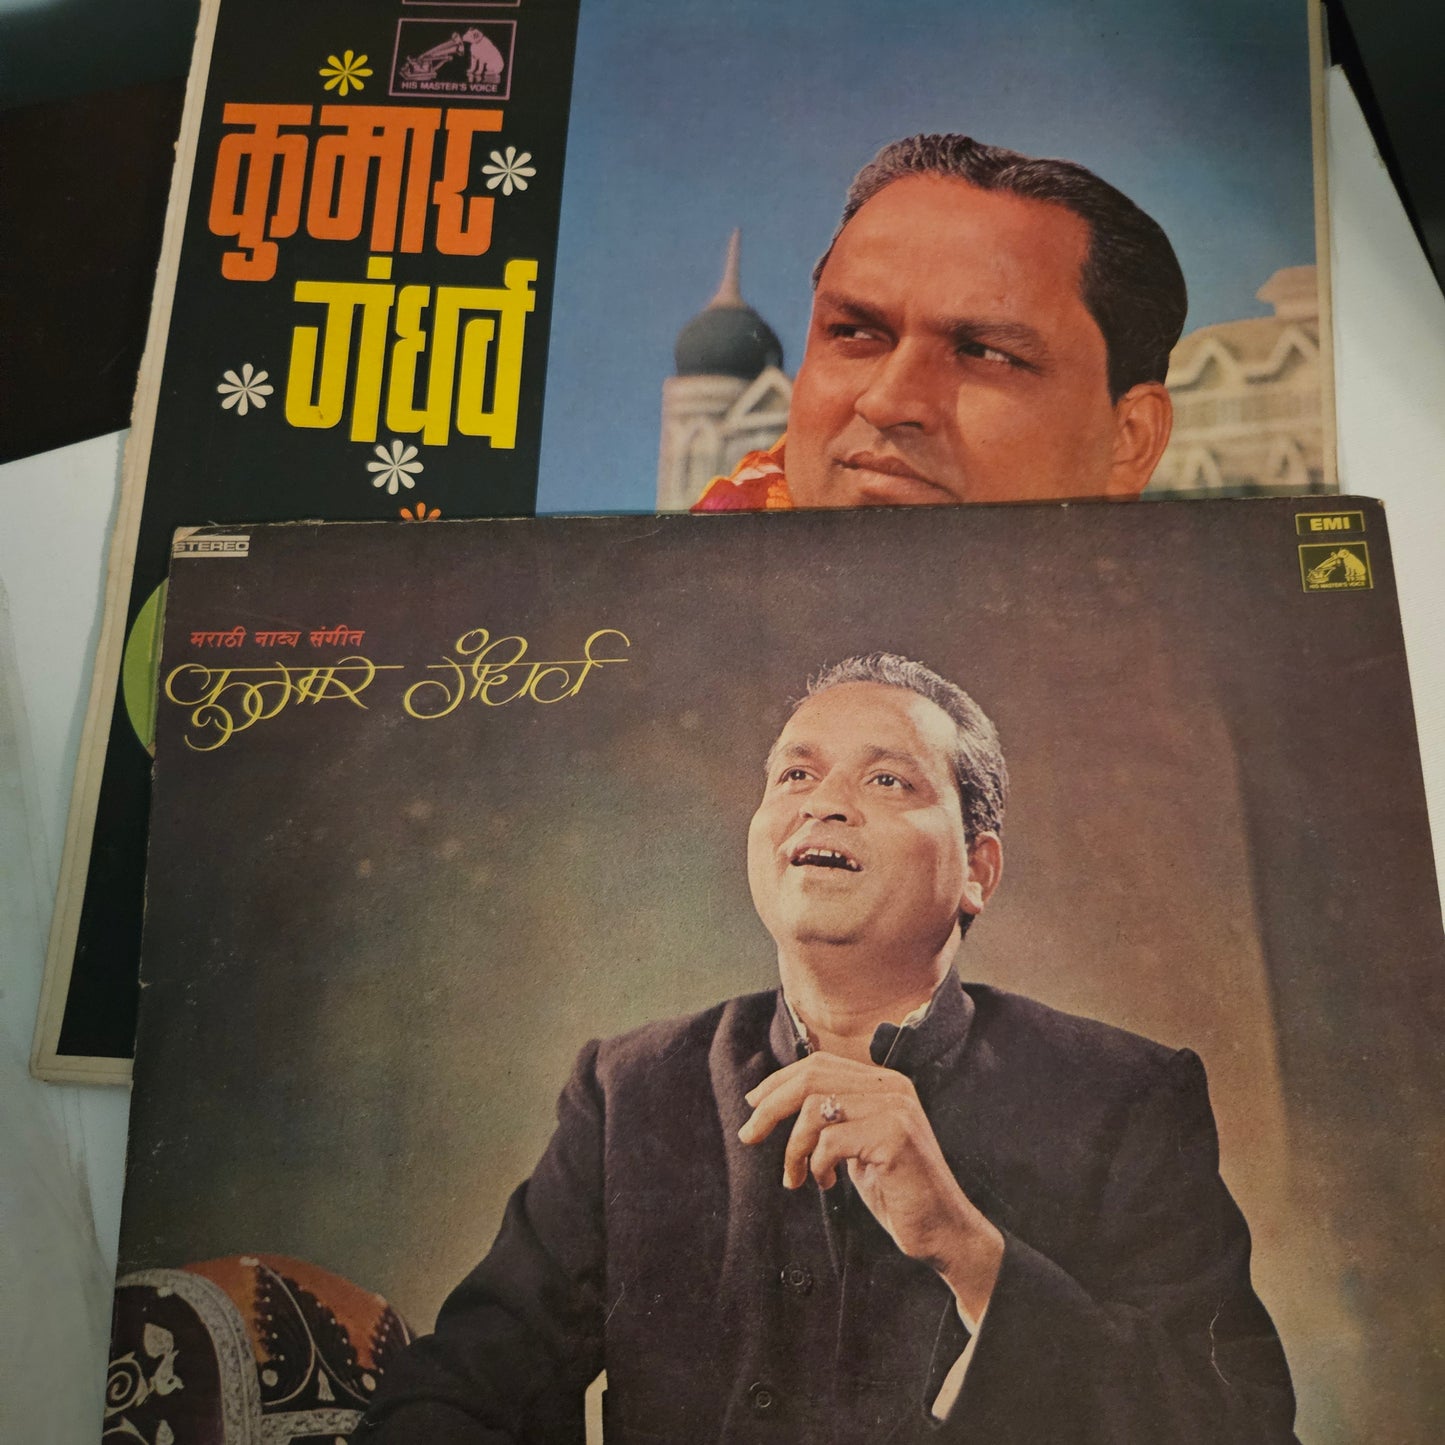 HIS MASTER'S VOICE
कुमार
गंधर्व
STEREO
EMI
HIS MASTER'S VOICE
मराठी नाट्य संगीत
कुमार गंधर्व